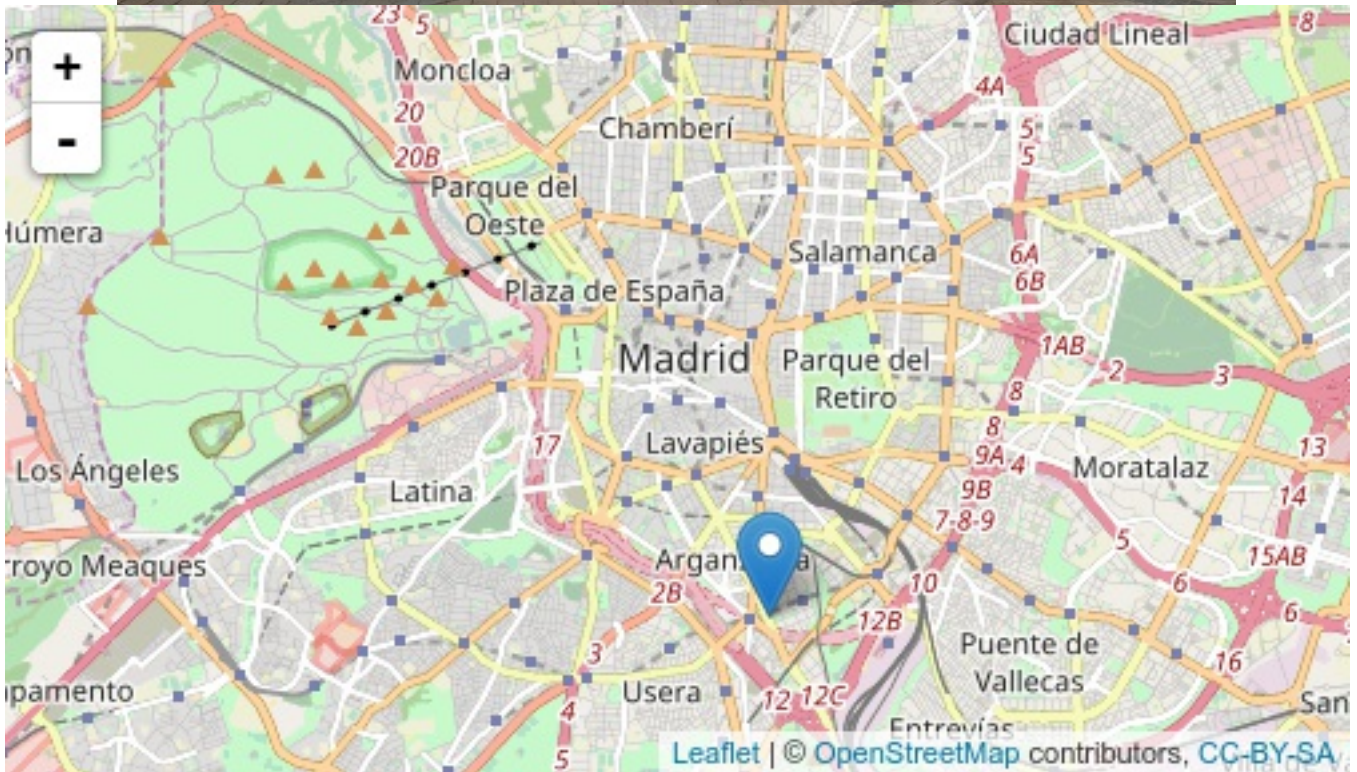 23
5
Ciudad Lineal
8
+
Moncloa
4A
20
-
Chamberí
5
5
20B
Parque del
Oeste
Húmera
Salamanca
6A
6B
Plaza de España
Madrid
Parque del
Retiro
1AB
2
3
8
8
17
Lavapiés
9A
4
13
Los Ángeles
Latina
Moratalaz
9B
14
7-8-9
5
rroyo Meaques
2B
10
15AB
6
6
12B
3
Puente de
Vallecas
16
Usera
12
12C
4
San
5
Entrevías
Leaflet | © OpenStreetMap contributors, CC-BY-SA